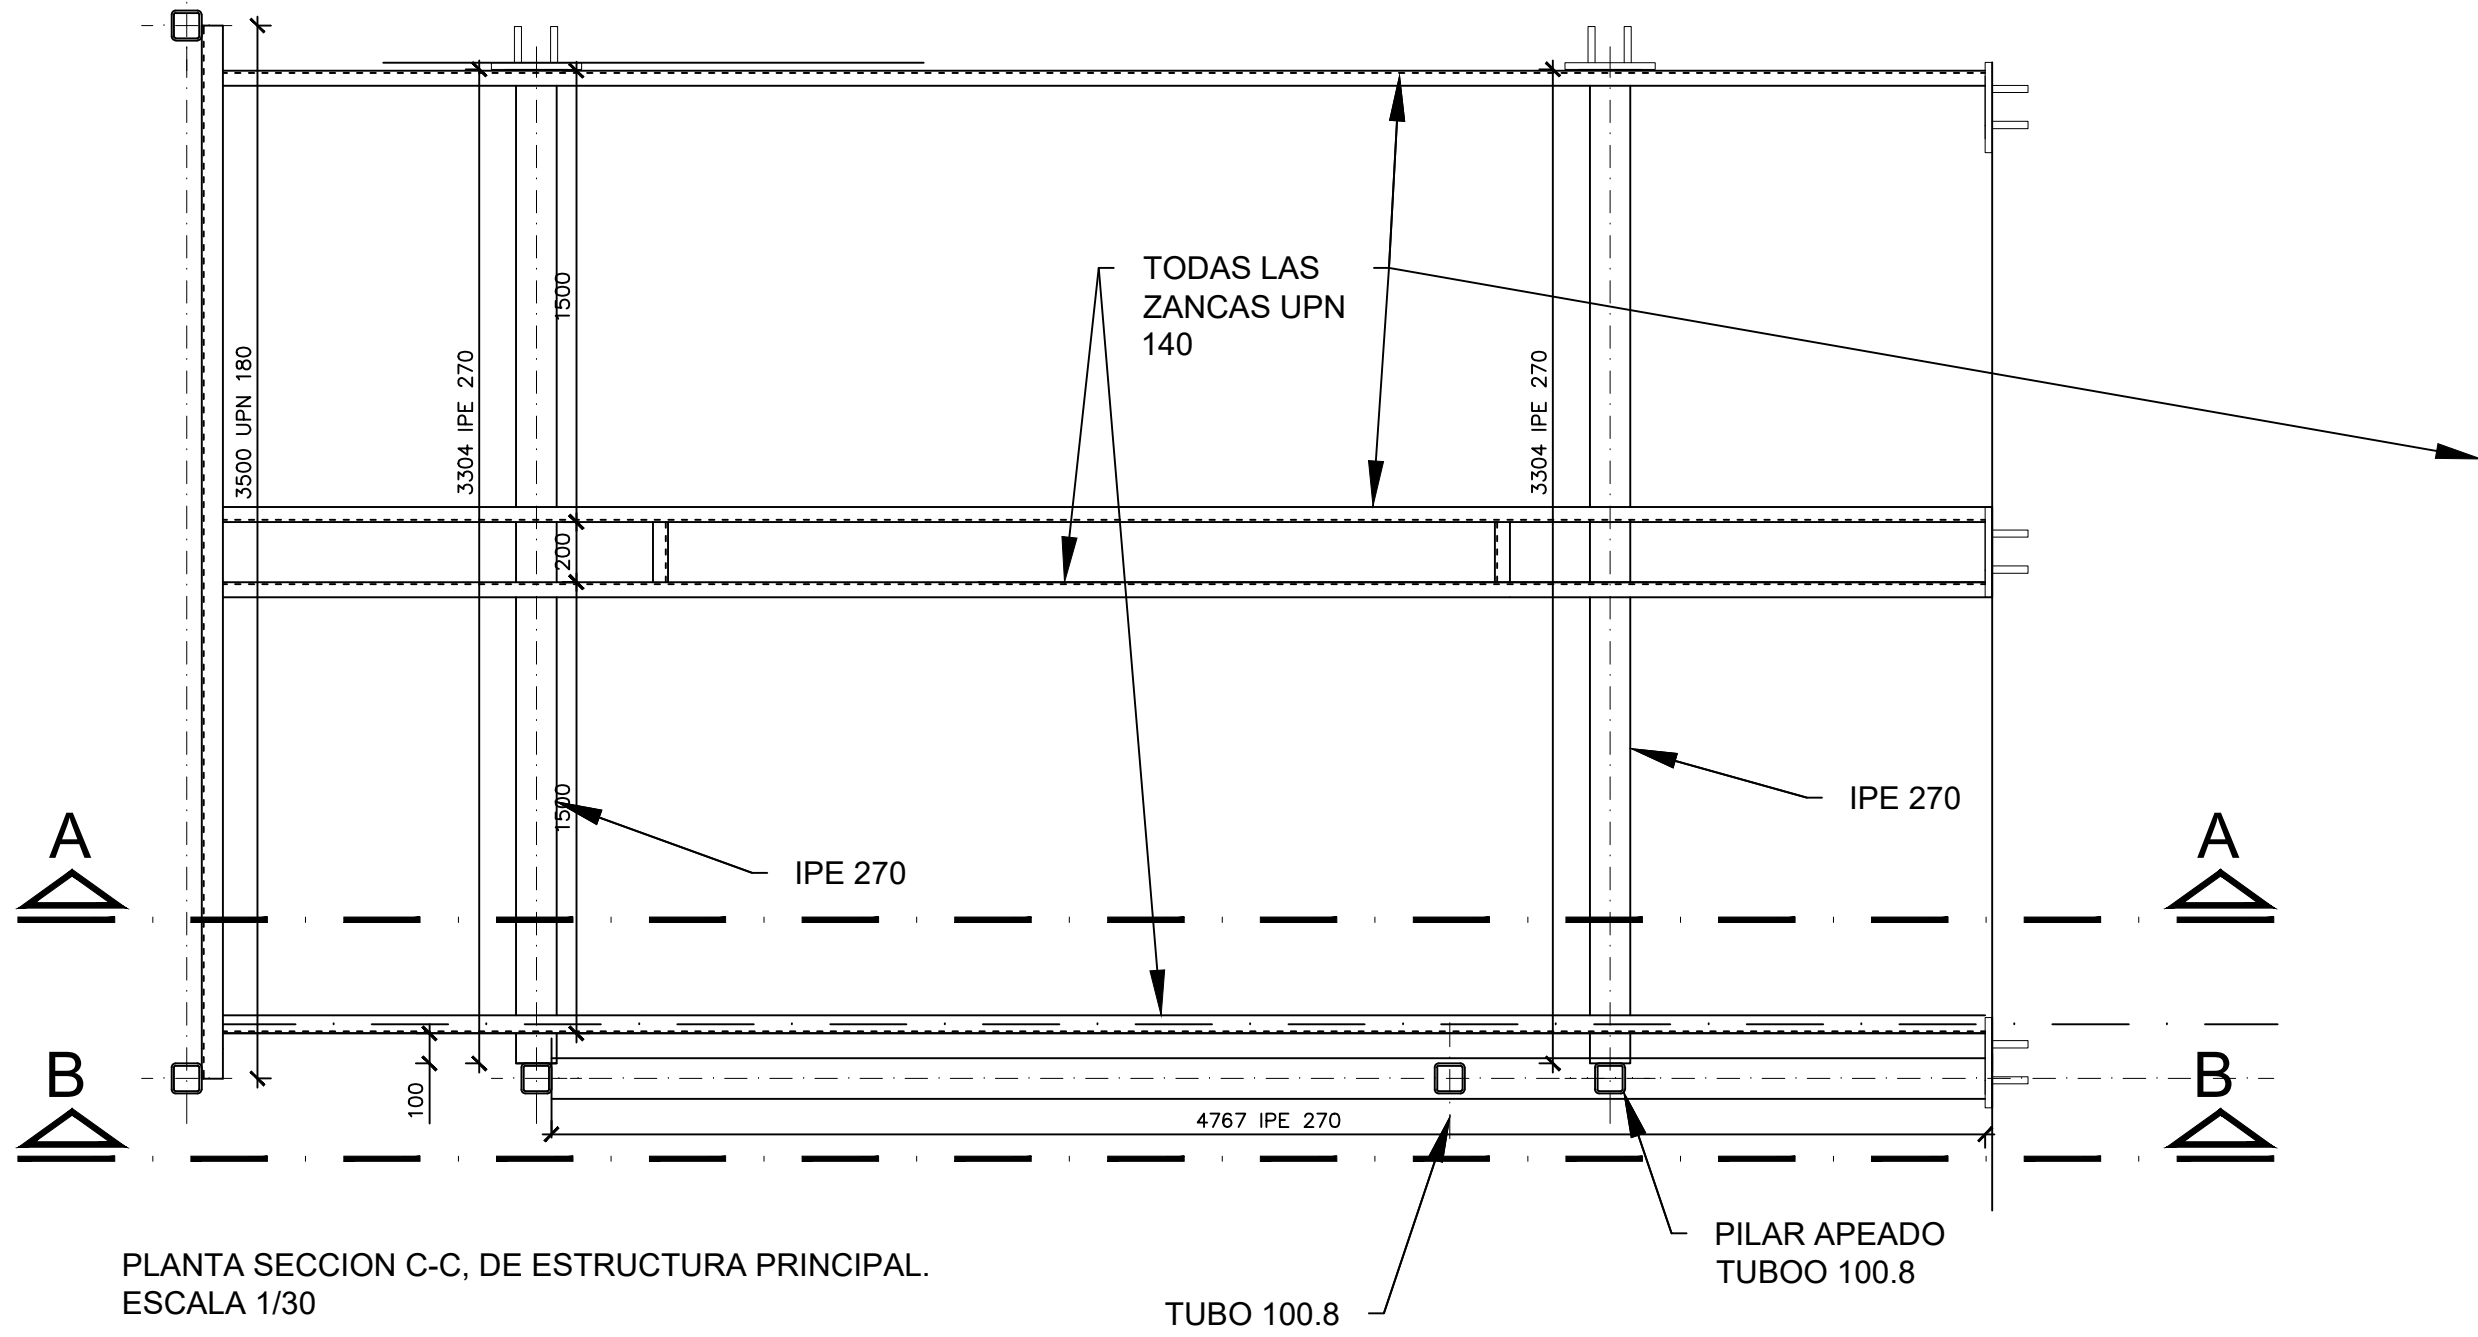 TODAS LAS
ZANCAS UPN
140
1500
3500 UPN 180
3304 IPE 270
3304 IPE 270
200
1500
IPE 270
IPE 270
A
A
B
B
100
4767 IPE 270
PILAR APEADO
TUBOO 100.8
TUBO 100.8
PLANTA SECCION C-C, DE ESTRUCTURA PRINCIPAL.
ESCALA 1/30